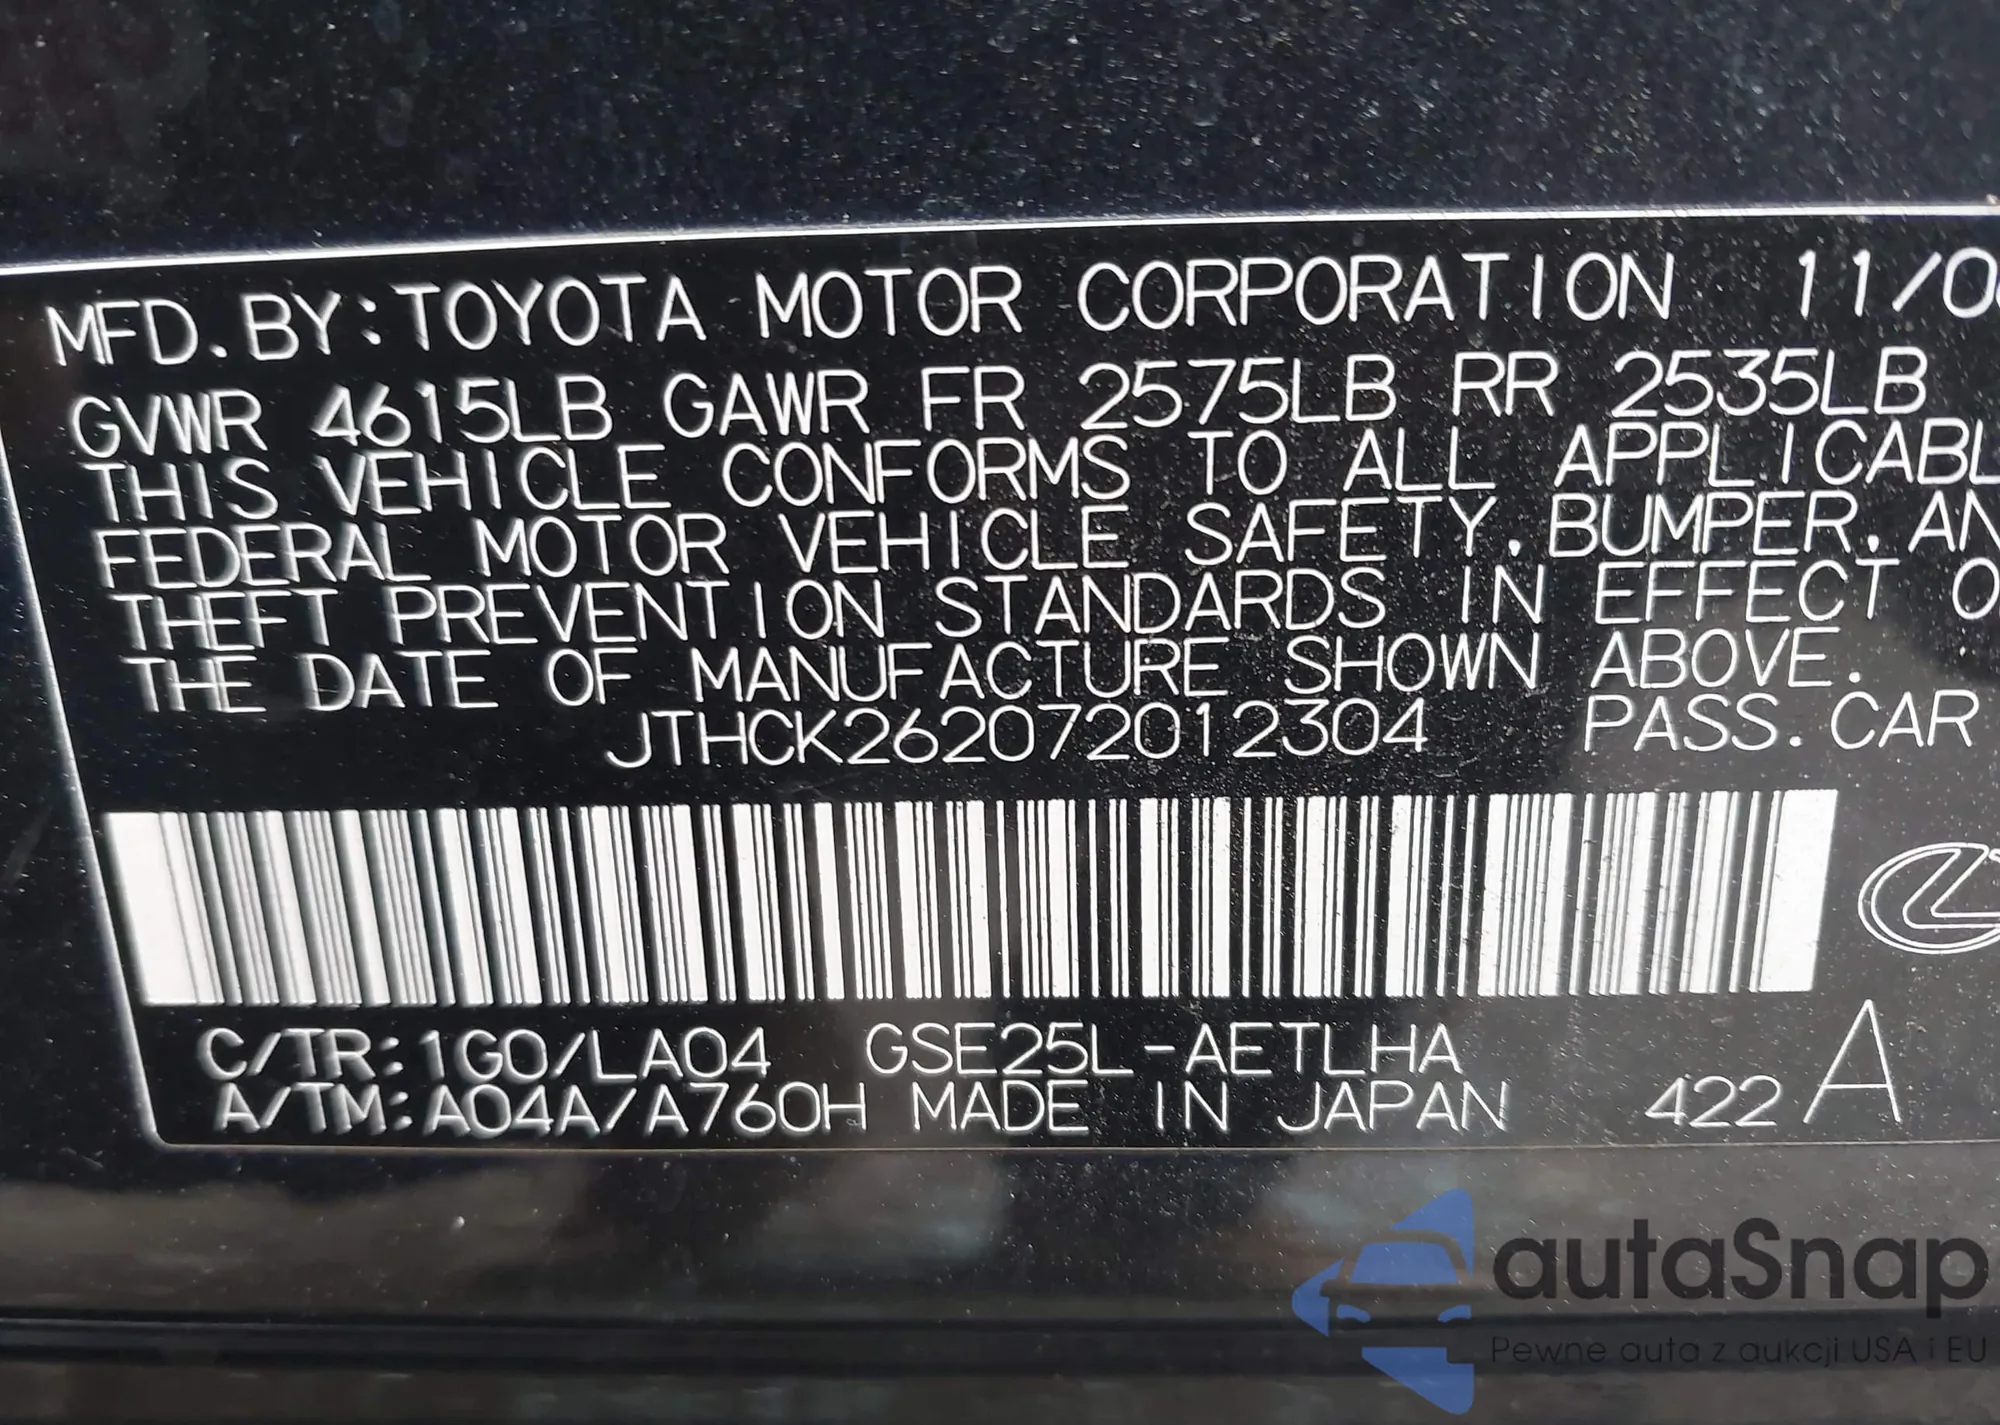 MFD. BY: TOYOTA MOTOR CORPORATION 11/0
GVWR 4615LB GAWR FR 2575LB RR 2535LB
THIS VEHICLE CONFORMS TO ALL APPLICABL
FEDERAL MOTOR VEHICLE SAFETY. BUMPER. AN
THEFT PREVENTION STANDARDS IN EFFECT O
THE DATE OF MANUFACTURE SHOWN ABOVE.
JTHCK262072012304 PASS. CAR
C/TR: 1G0/LA04 GSE25L-AETLHA
A/TM: A04A/A760H MADE IN JAPAN 422 A
autaSnap
Pewne auta z aukcji USA i EU